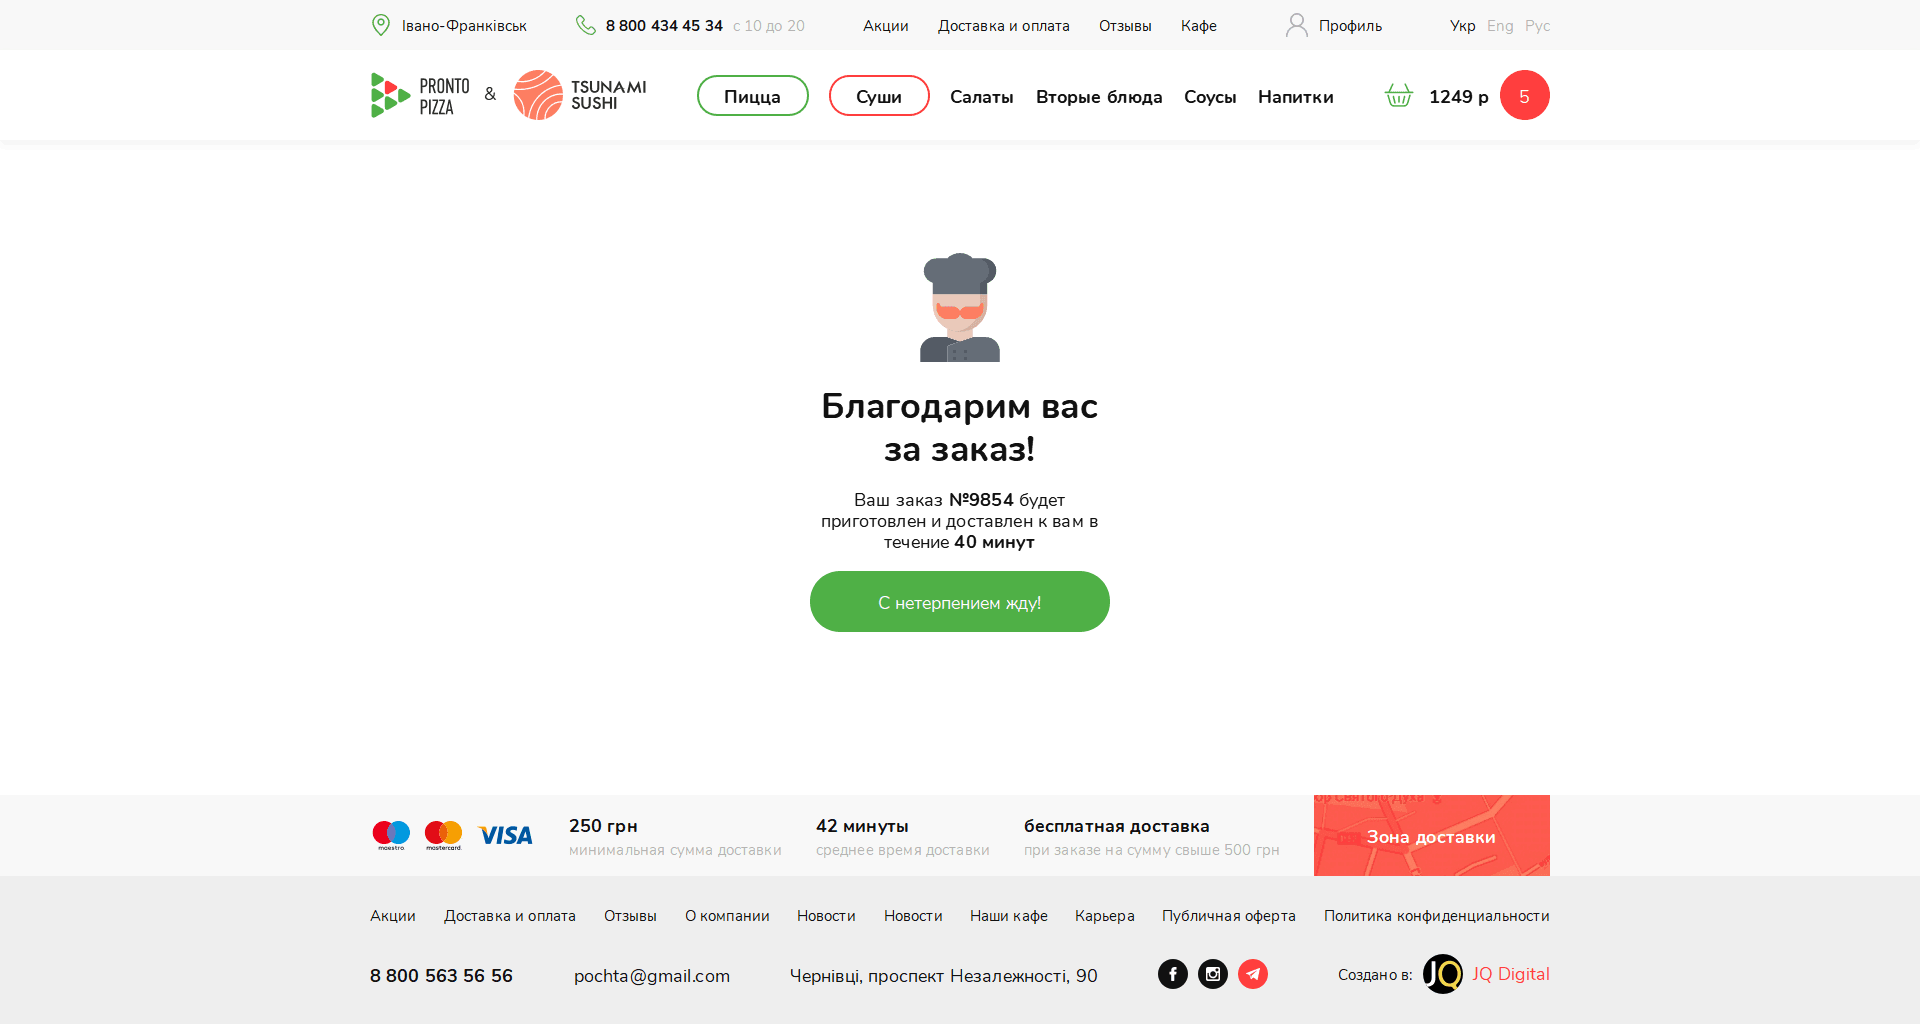 Івано-Франківськ 8 800 434 45 34 с 10 до 20 Акции Доставка и оплата Отзывы Кафе Профиль Укр Eng Рус
PRONTO PIZZA & TSUNAMI SUSHI Пицца Суши Салаты Вторые блюда Соусы Напитки 1249 р 5
Благодарим вас
за заказ!
Ваш заказ №9854 будет
приготовлен и доставлен к вам в
течение 40 минут
С нетерпением жду!
maestro. mastercard. VISA
250 грн
минимальная сумма доставки
42 минуты
среднее время доставки
бесплатная доставка
при заказе на сумму свыше 500 грн
ор Святого Духа
Зона доставки
Акции Доставка и оплата Отзывы О компании Новости Новости Наши кафе Карьера Публичная оферта Политика конфиденциальности
8 800 563 56 56 pochta@gmail.com Чернівці, проспект Незалежності, 90 Создано в: JQ JQ Digital